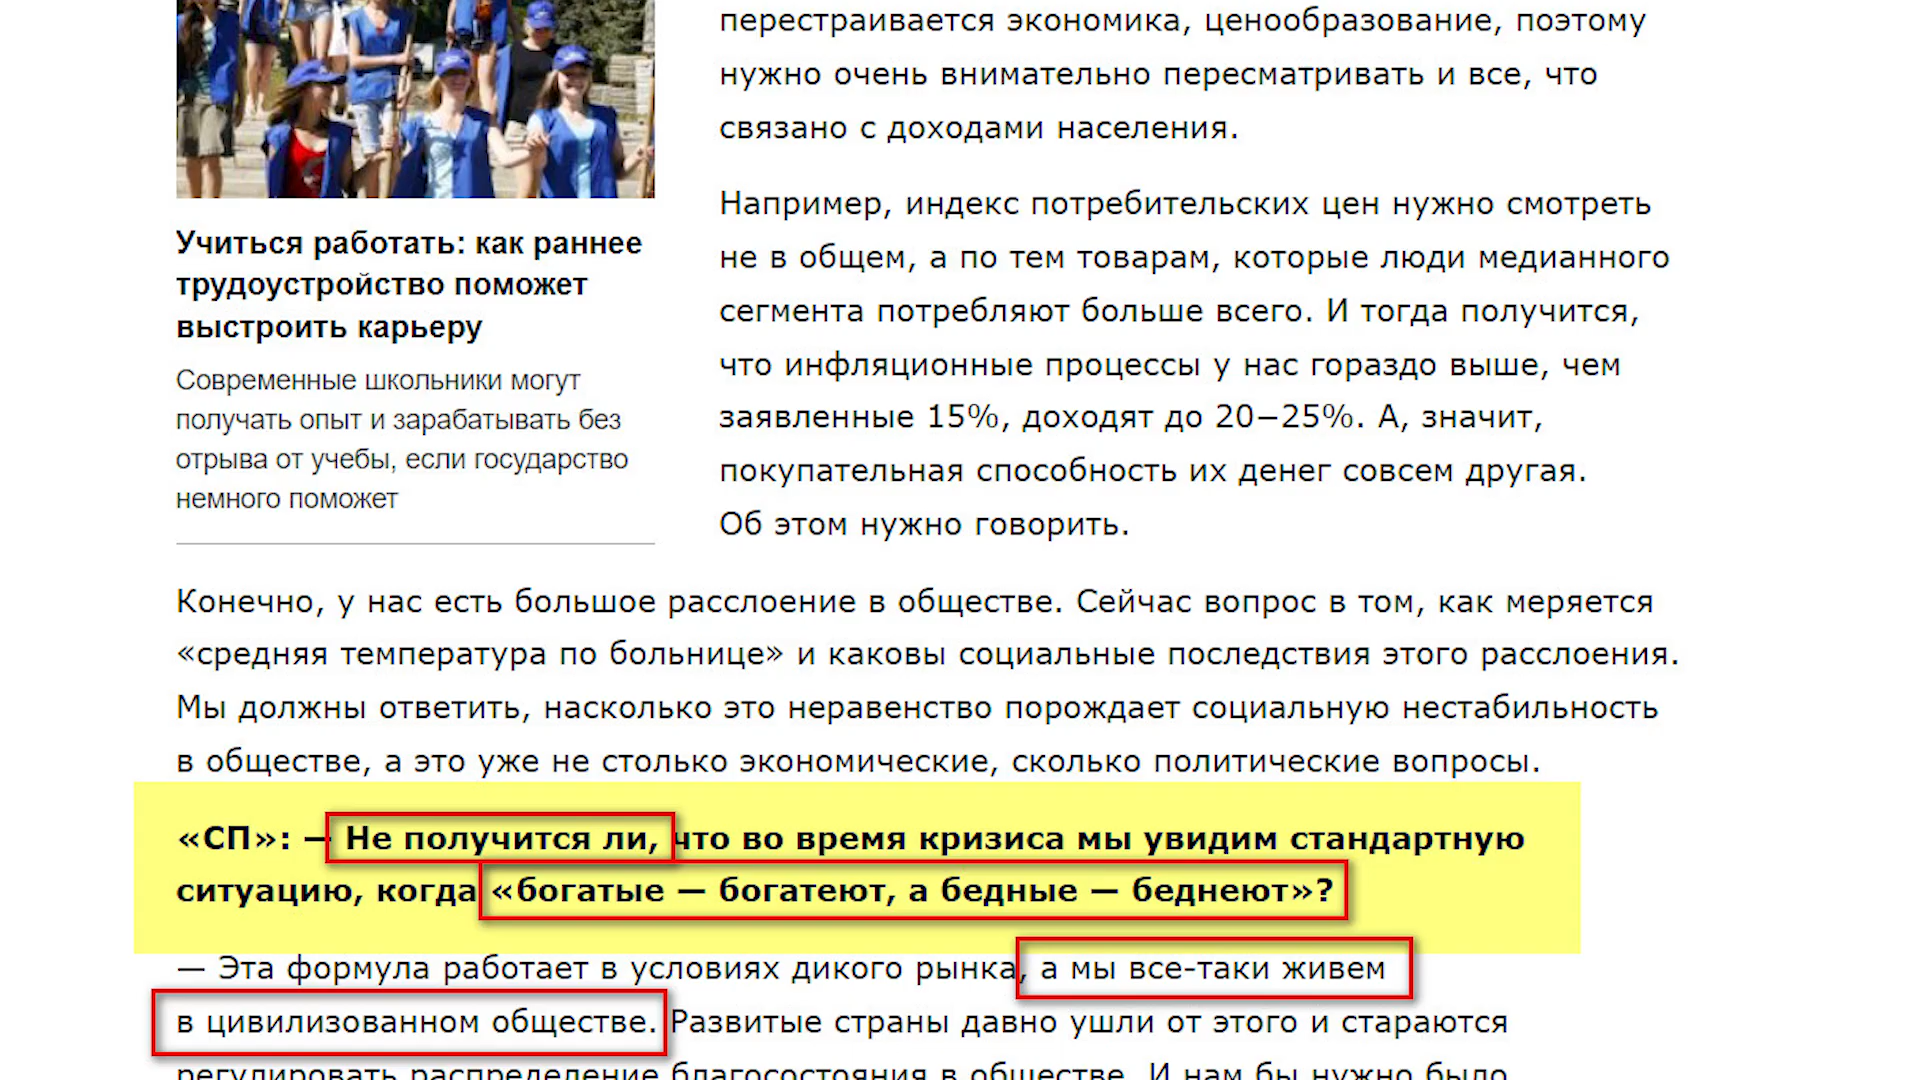 перестраивается экономика, ценообразование, поэтому
нужно очень внимательно пересматривать и все, что
связано с доходами населения.
Например, индекс потребительских цен нужно смотреть
не в общем, а по тем товарам, которые люди медианного
сегмента потребляют больше всего. И тогда получится,
что инфляционные процессы у нас гораздо выше, чем
заявленные 15%, доходят до 20–25%. А, значит,
покупательная способность их денег совсем другая.
Об этом нужно говорить.
Учиться работать: как раннее
трудоустройство поможет
выстроить карьеру
Современные школьники могут
получать опыт и зарабатывать без
отрыва от учебы, если государство
немного поможет
Конечно, у нас есть большое расслоение в обществе. Сейчас вопрос в том, как меряется
«средняя температура по больнице» и каковы социальные последствия этого расслоения.
Мы должны ответить, насколько это неравенство порождает социальную нестабильность
в обществе, а это уже не столько экономические, сколько политические вопросы.
«СП»: — Не получится ли, что во время кризиса мы увидим стандартную
ситуацию, когда «богатые — богатеют, а бедные — беднеют»?
— Эта формула работает в условиях дикого рынка, а мы все-таки живем
в цивилизованном обществе. Развитые страны давно ушли от этого и стараются
регулировать распределение благосостояния в обществе. И нам бы нужно было